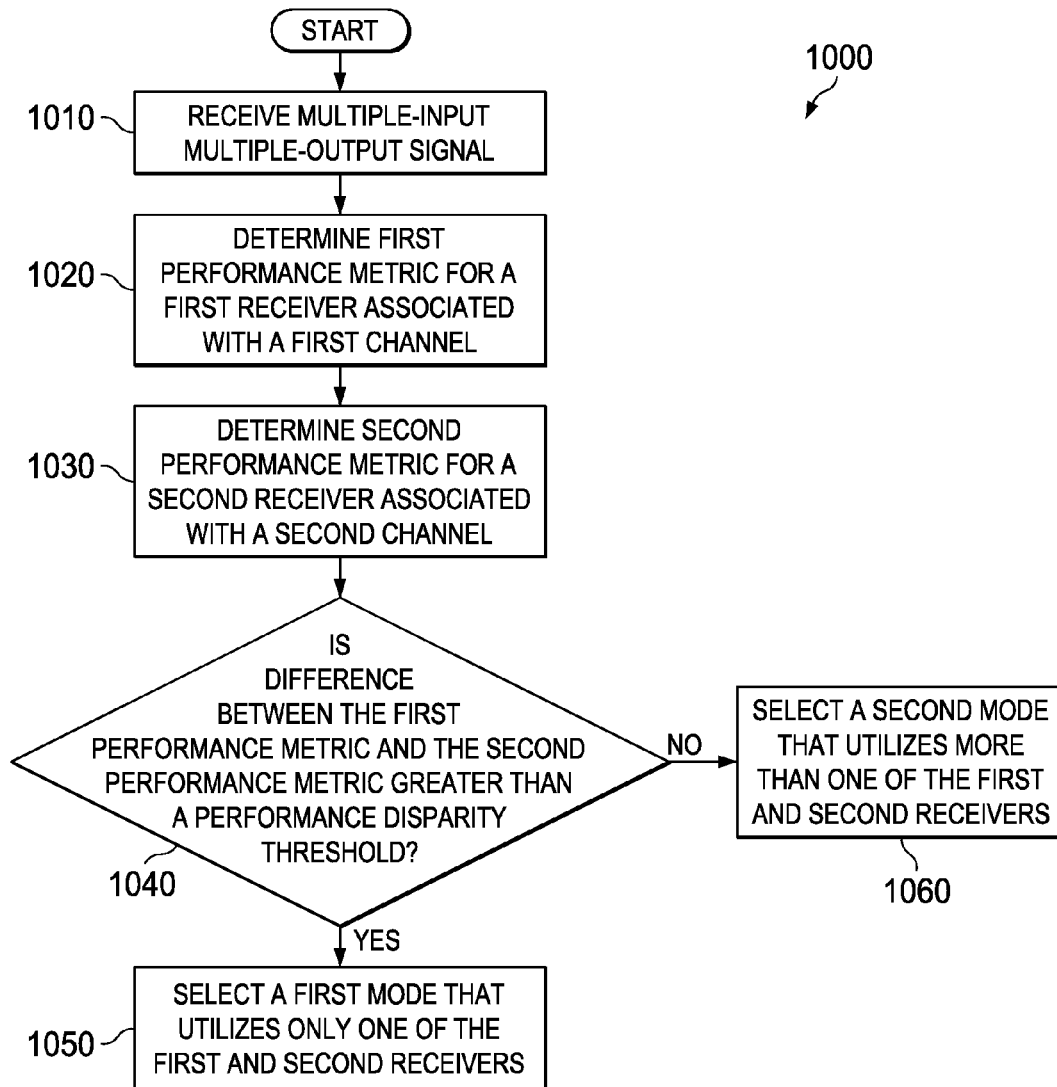 START
1000
1010
RECEIVE MULTIPLE-INPUT
MULTIPLE-OUTPUT SIGNAL
1020
DETERMINE FIRST
PERFORMANCE METRIC FOR A
FIRST RECEIVER ASSOCIATED
WITH A FIRST CHANNEL
1030
DETERMINE SECOND
PERFORMANCE METRIC FOR A
SECOND RECEIVER ASSOCIATED
WITH A SECOND CHANNEL
IS
DIFFERENCE
BETWEEN THE FIRST
PERFORMANCE METRIC AND THE SECOND
PERFORMANCE METRIC GREATER THAN
A PERFORMANCE DISPARITY
THRESHOLD?
1040
NO
SELECT A SECOND MODE
THAT UTILIZES MORE
THAN ONE OF THE FIRST
AND SECOND RECEIVERS
1060
YES
1050
SELECT A FIRST MODE THAT
UTILIZES ONLY ONE OF THE
FIRST AND SECOND RECEIVERS